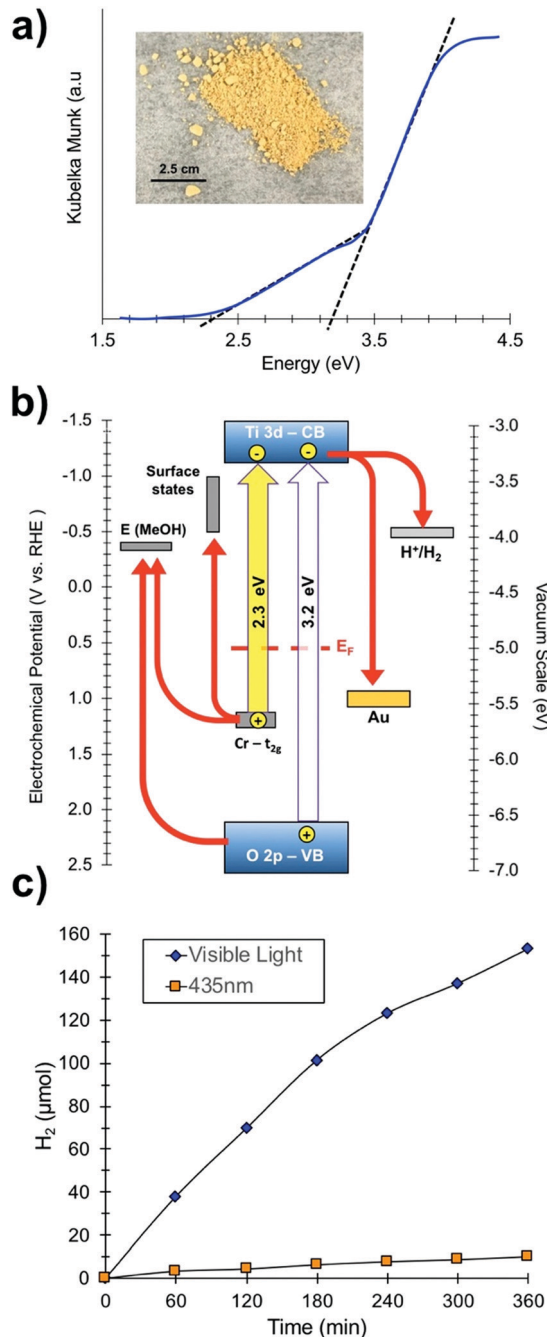 a)
Kubelka Munk (a.u
2.5 cm
1.5 2.5 3.5 4.5
Energy (eV)
b)
Electrochemical Potential (V vs. RHE)
-1.5
-1.0
-0.5
0.0
0.5
1.0
1.5
2.0
2.5
Ti 3d – CB
- -
Surface
states
E (MeOH)
2.3 eV
3.2 eV
H⁺/H₂
E_F
Au
+
Cr – t₂g
+
O 2p – VB
-3.0
-3.5
-4.0
-4.5
-5.0
-5.5
-6.0
-6.5
-7.0
Vacuum Scale (eV)
c)
H₂ (µmol)
160
140
120
100
80
60
40
20
0
Visible Light
435nm
0 60 120 180 240 300 360
Time (min)